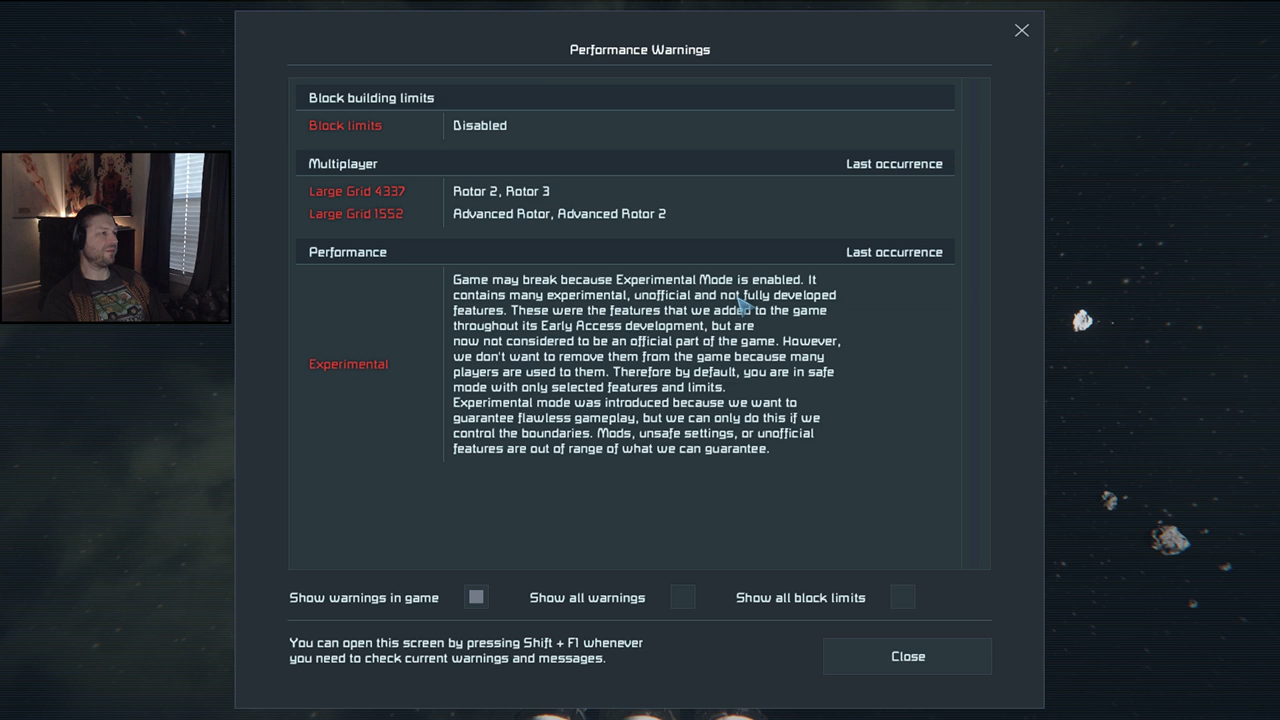 Performance Warnings
Block building limits
Block limits Disabled
Multiplayer Last occurrence
Large Grid 4337 Rotor 2, Rotor 3
Large Grid 1552 Advanced Rotor, Advanced Rotor 2
Performance Last occurrence
Game may break because Experimental Mode is enabled. It
contains many experimental, unofficial and not fully developed
features. These were the features that we added to the game
throughout its Early Access development, but are
now not considered to be an official part of the game. However,
we don't want to remove them from the game because many
Experimental
players are used to them. Therefore by default, you are in safe
mode with only selected features and limits.
Experimental mode was introduced because we want to
guarantee flawless gameplay, but we can only do this if we
control the boundaries. Mods, unsafe settings, or unofficial
features are out of range of what we can guarantee.
Show warnings in game Show all warnings Show all block limits
You can open this screen by pressing Shift + F1 whenever
you need to check current warnings and messages.
Close